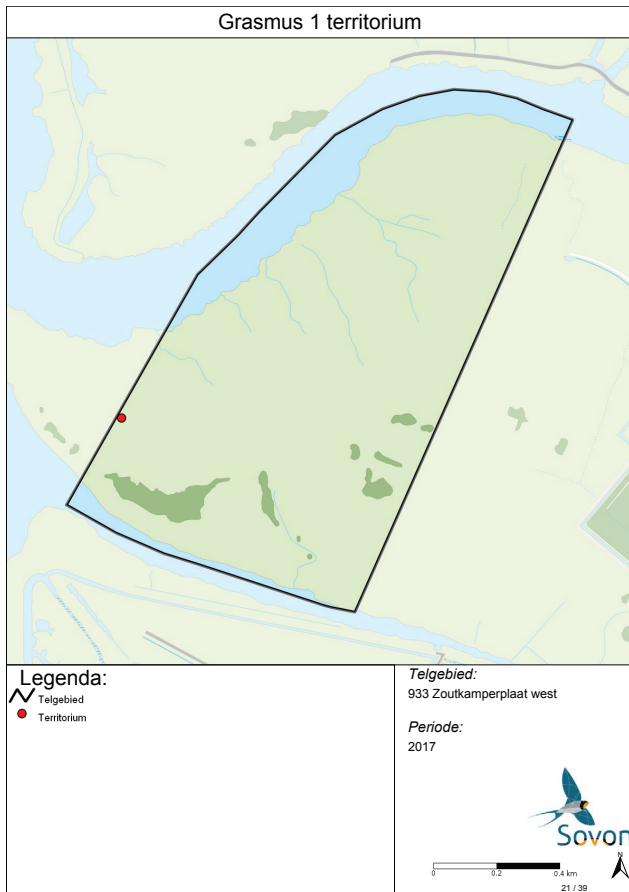 Grasmus 1 territorium
Legenda:
Telgebied
Territorium
Telgebied:
933 Zoutkamperplaat west
Periode:
2017
Sovon
N
0 0.2 0.4 km
21 / 39